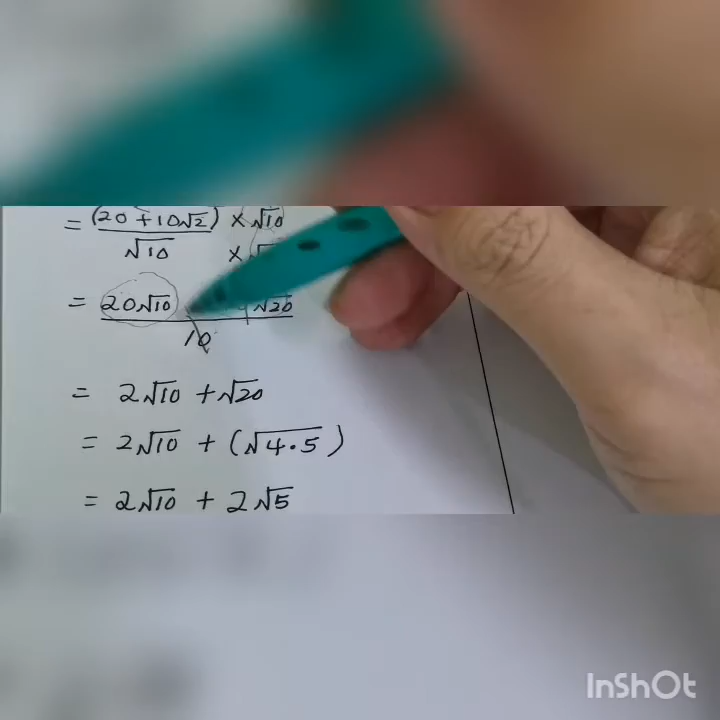 = (20 + 10√2) × √10
√10 ×
= 20√10 √20
10
= 2√10 + √20
= 2√10 + (√4·5)
= 2√10 + 2√5
InShOt